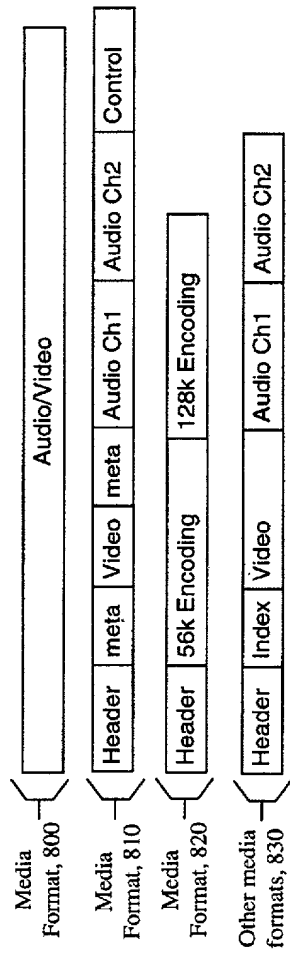 Media
Format, 800
Audio/Video
Media
Format, 810
Header meta Video meta Audio Ch1 Audio Ch2 Control
Media
Format, 820
Header 56k Encoding 128k Encoding
Other media
formats, 830
Header Index Video Audio Ch1 Audio Ch2